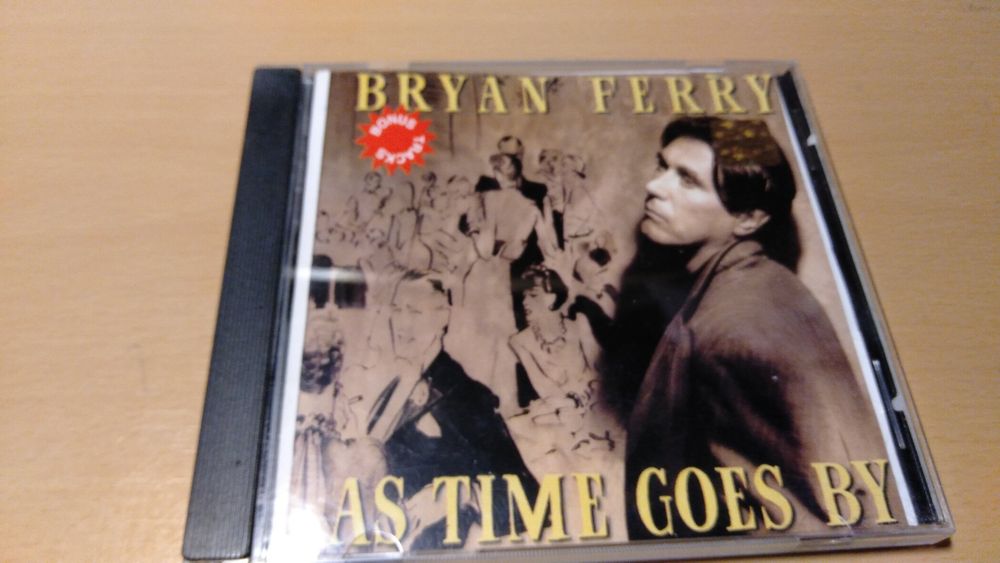 BRYAN FERRY
BONUS
TRACKS
AS TIME GOES BY